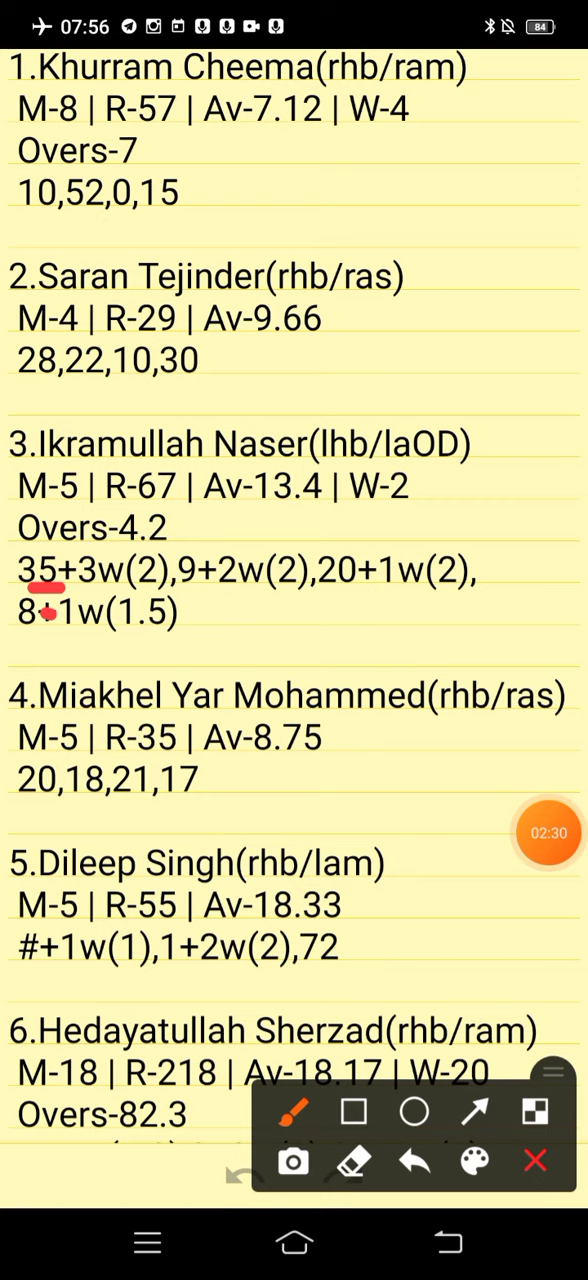 07:56
84
1.Khurram Cheema(rhb/ram)
M-8 | R-57 | Av-7.12 | W-4
Overs-7
10,52,0,15
2.Saran Tejinder(rhb/ras)
M-4 | R-29 | Av-9.66
28,22,10,30
3.Ikramullah Naser(lhb/laOD)
M-5 | R-67 | Av-13.4 | W-2
Overs-4.2
35+3w(2),9+2w(2),20+1w(2),
8+1w(1.5)
4.Miakhel Yar Mohammed(rhb/ras)
M-5 | R-35 | Av-8.75
20,18,21,17
02:30
5.Dileep Singh(rhb/lam)
M-5 | R-55 | Av-18.33
#+1w(1),1+2w(2),72
6.Hedayatullah Sherzad(rhb/ram)
M-18 | R-218 | Av-18.17 | W-20
Overs-82.3